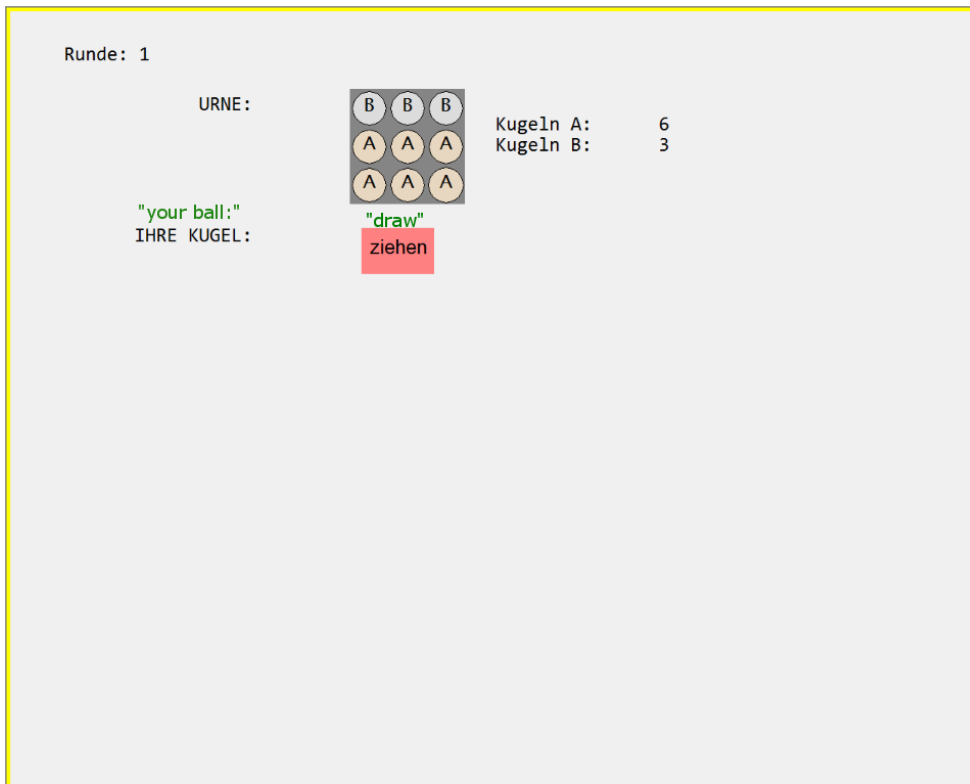 Runde: 1
URNE:
B B B
A A A
A A A
Kugeln A: 6
Kugeln B: 3
"your ball:"
IHRE KUGEL:
"draw"
ziehen